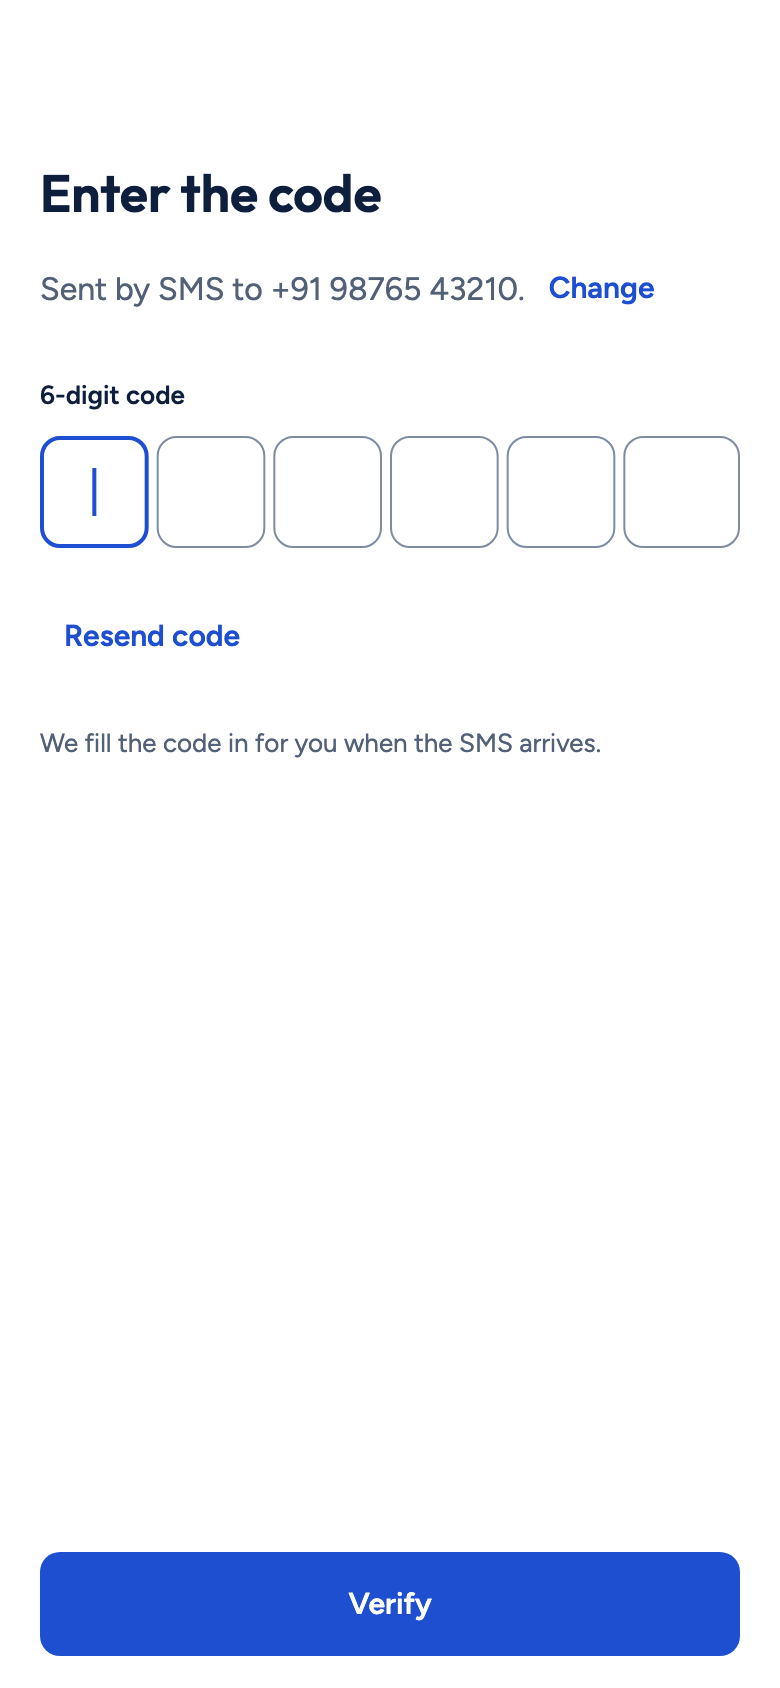 Enter the code
Sent by SMS to +91 98765 43210. Change
6-digit code
Resend code
We fill the code in for you when the SMS arrives.
Verify